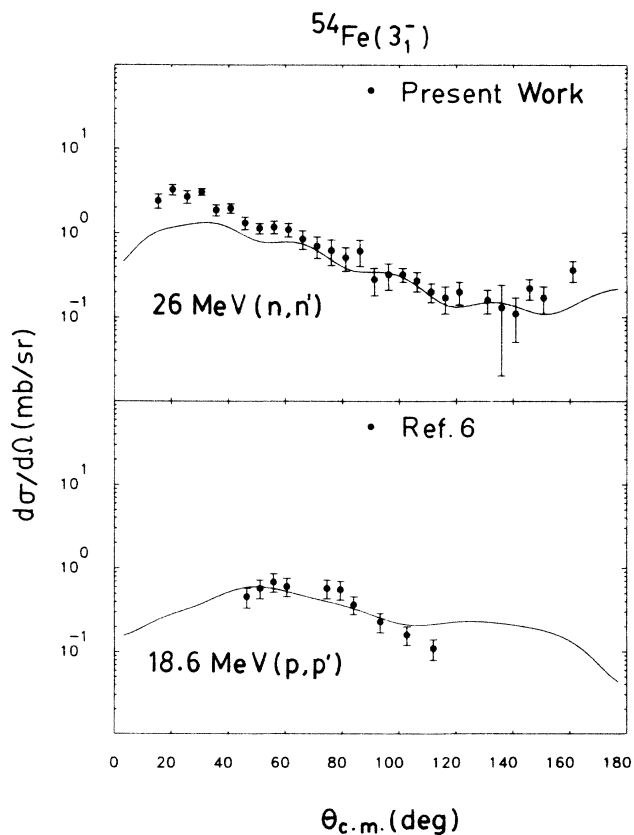 ⁵⁴Fe(3₁⁻)
• Present Work
10¹
10⁰
10⁻¹
26 MeV (n,n')
• Ref. 6
10¹
10⁰
10⁻¹
18.6 MeV (p,p')
dσ/dΩ (mb/sr)
0 20 40 60 80 100 120 140 160 180
θc.m. (deg)